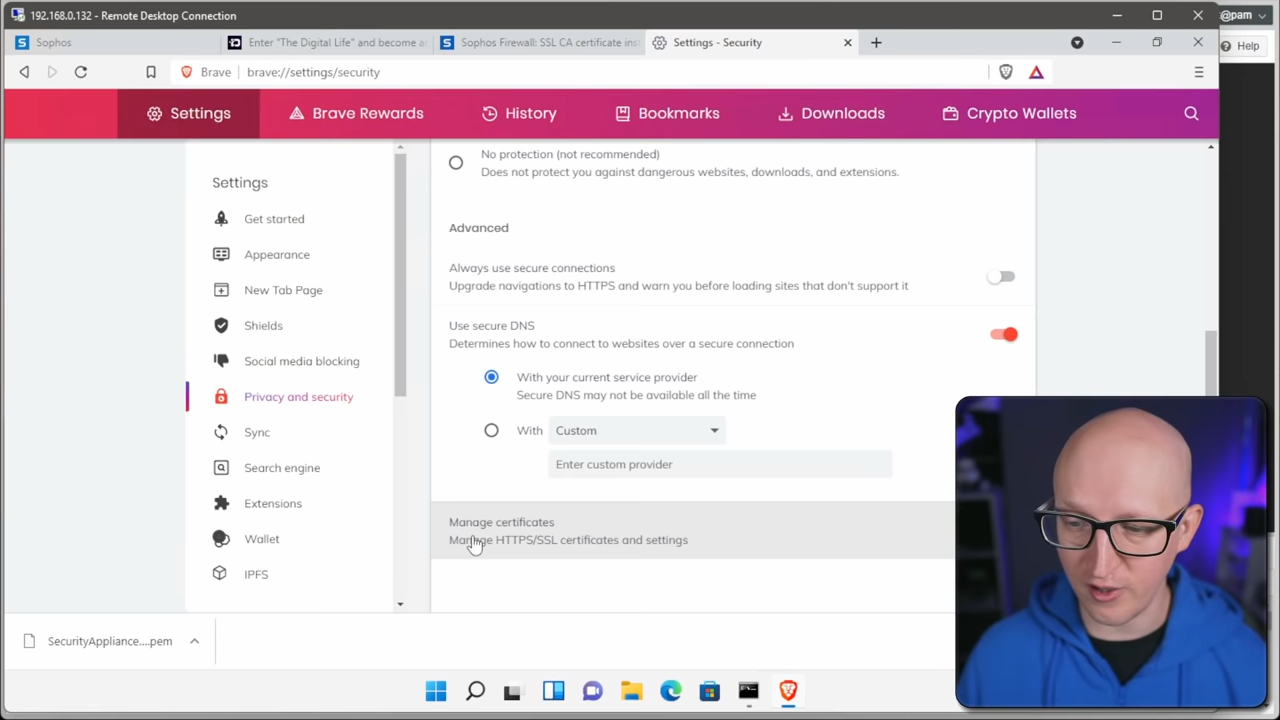 192.168.0.132 - Remote Desktop Connection
@pam
Sophos
Enter "The Digital Life" and become a
Sophos Firewall: SSL CA certificate ins
Settings - Security
Help
Brave
brave://settings/security
Settings
Brave Rewards
History
Bookmarks
Downloads
Crypto Wallets
Settings
Get started
Appearance
New Tab Page
Shields
Social media blocking
Privacy and security
Sync
Search engine
Extensions
Wallet
IPFS
No protection (not recommended)
Does not protect you against dangerous websites, downloads, and extensions.
Advanced
Always use secure connections
Upgrade navigations to HTTPS and warn you before loading sites that don't support it
Use secure DNS
Determines how to connect to websites over a secure connection
With your current service provider
Secure DNS may not be available all the time
With Custom
Enter custom provider
Manage certificates
Manage HTTPS/SSL certificates and settings
SecurityAppliance....pem